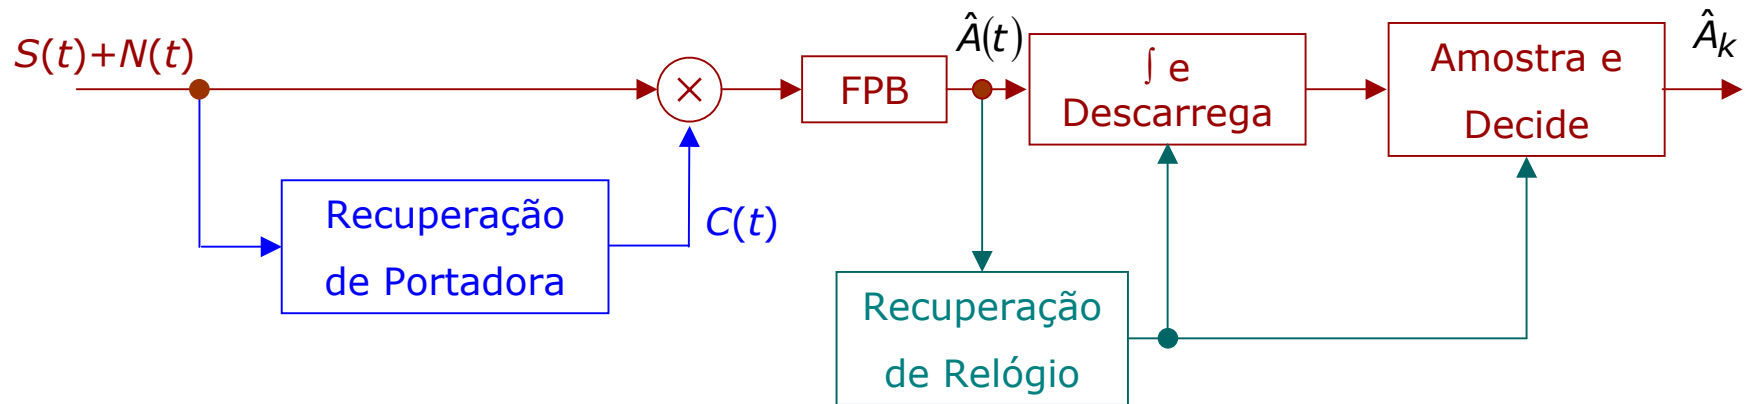 S(t)+N(t)
×
FPB
Â(t)
∫ e
Descarrega
Amostra e
Decide
Âk
Recuperação
de Portadora
C(t)
Recuperação
de Relógio